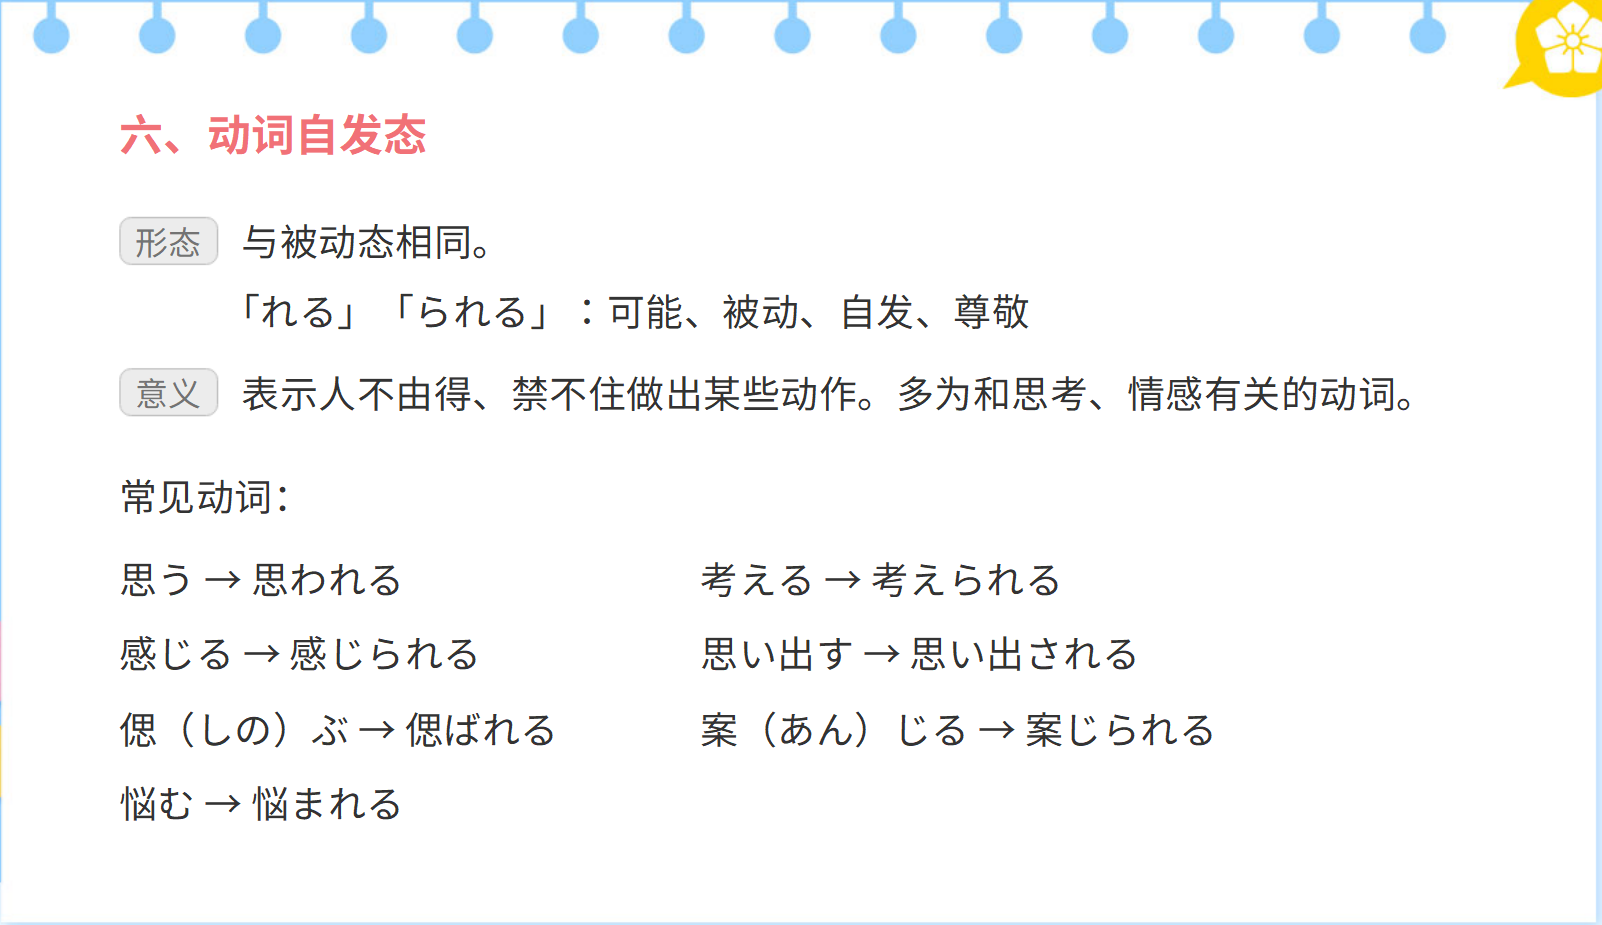 六、动词自发态
形态 与被动态相同。
「れる」「られる」：可能、被动、自发、尊敬
意义 表示人不由得、禁不住做出某些动作。多为和思考、情感有关的动词。
常见动词：
思う → 思われる 考える → 考えられる
感じる → 感じられる 思い出す → 思い出される
偲（しの）ぶ → 偲ばれる 案（あん）じる → 案じられる
悩む → 悩まれる